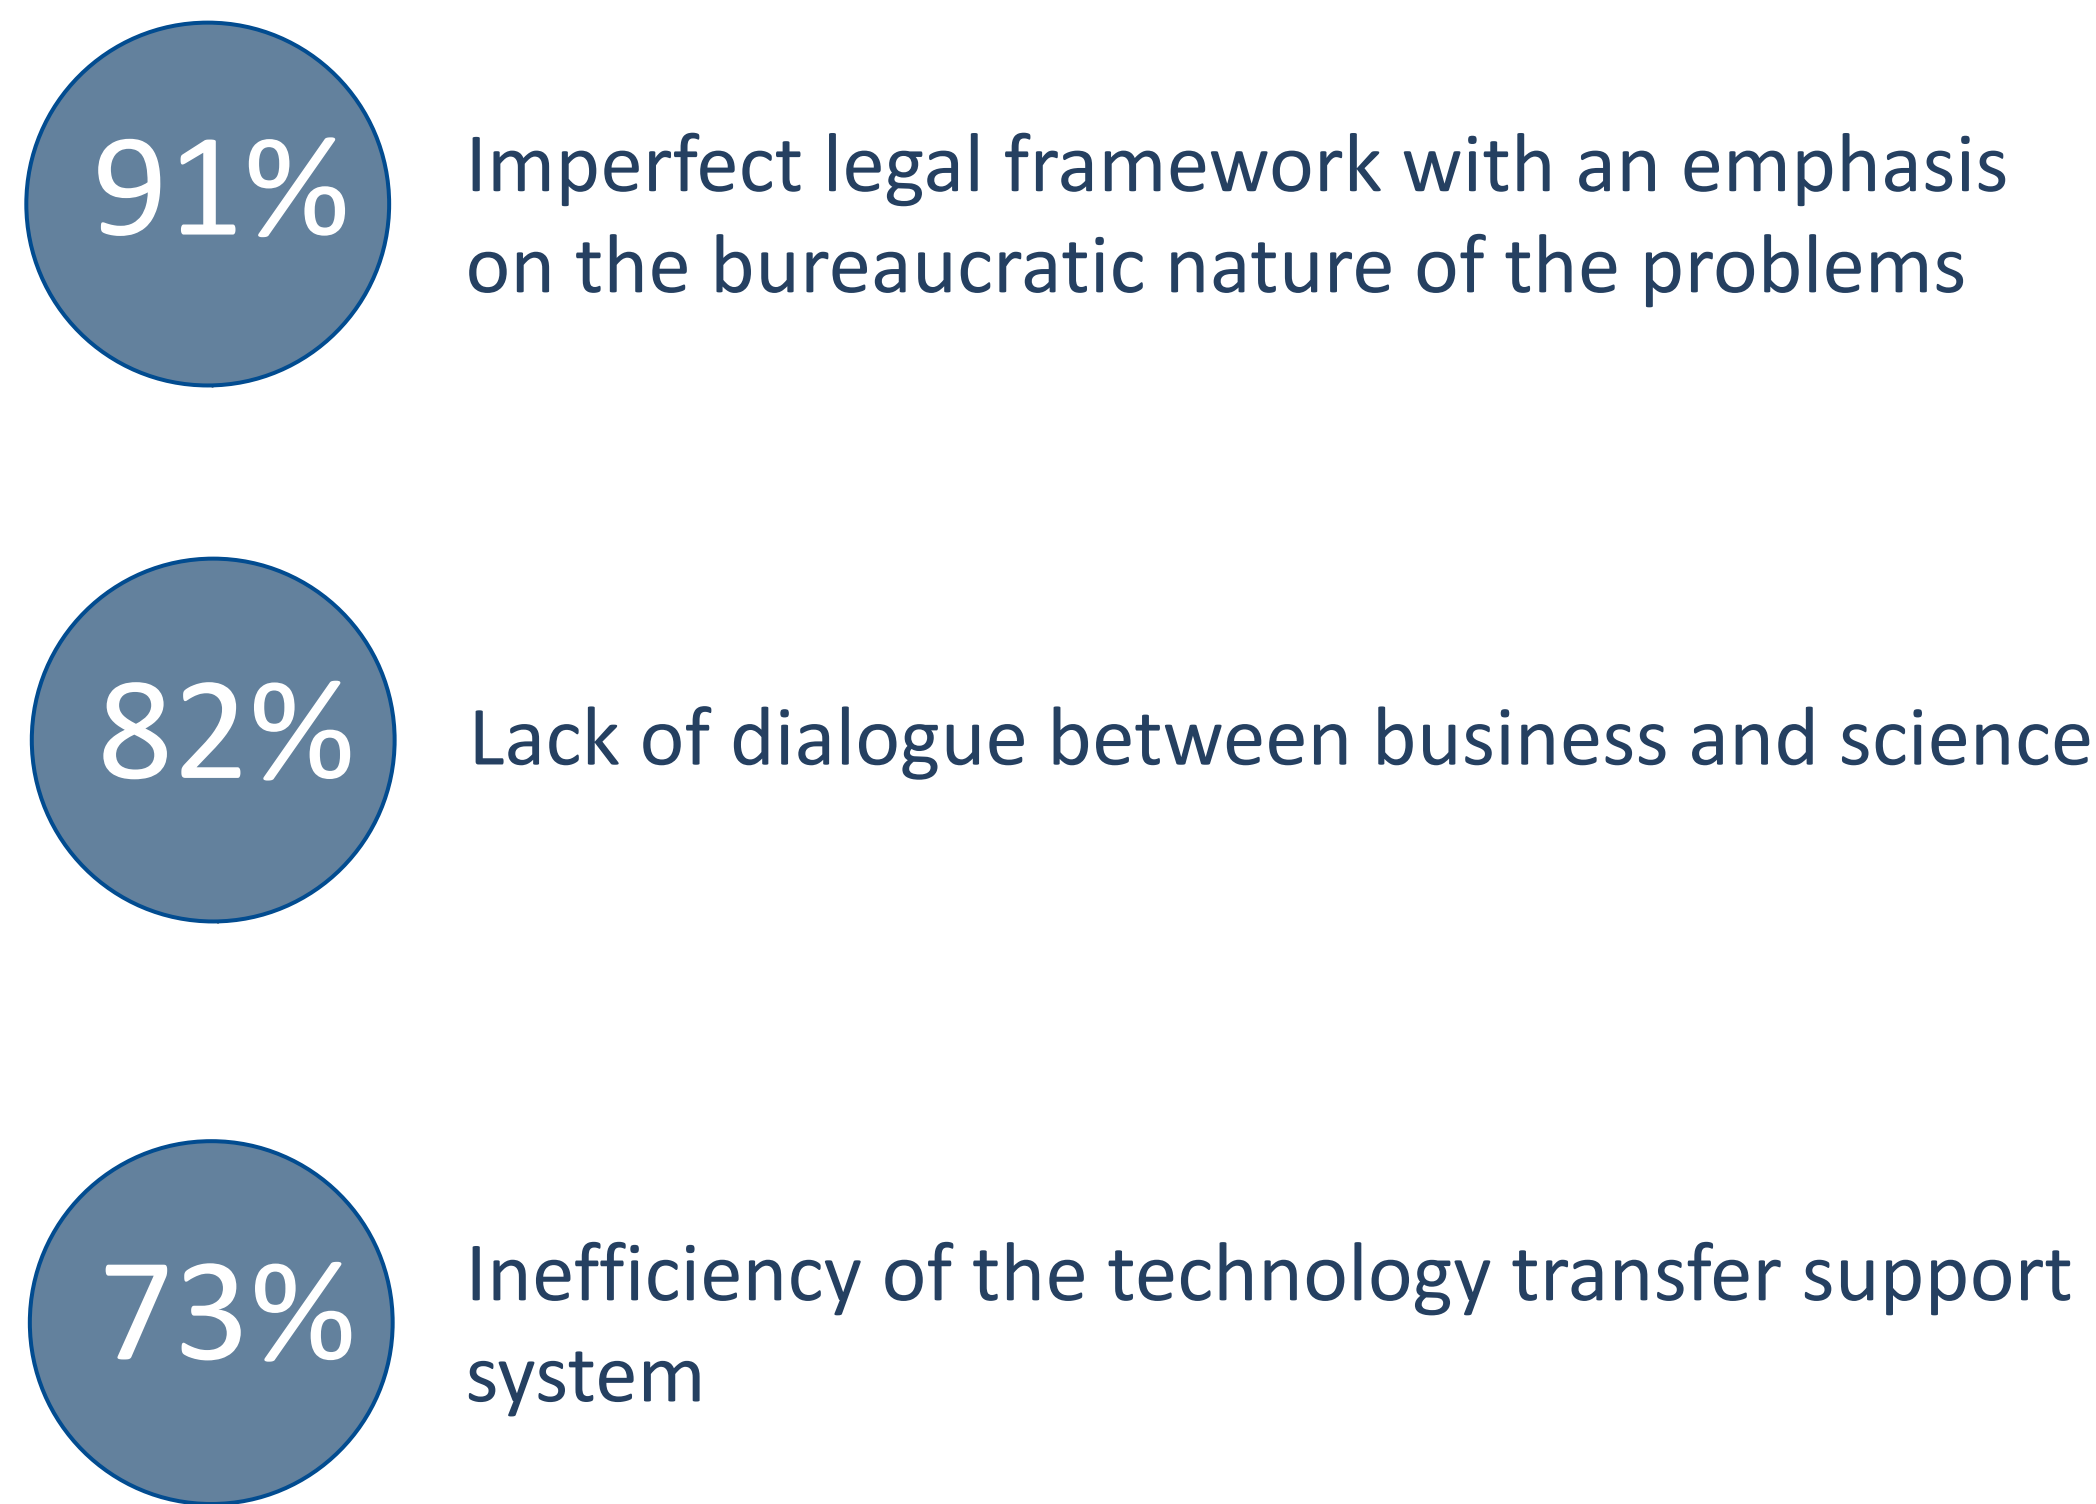 91%
Imperfect legal framework with an emphasis
on the bureaucratic nature of the problems
82%
Lack of dialogue between business and science
73%
Inefficiency of the technology transfer support
system